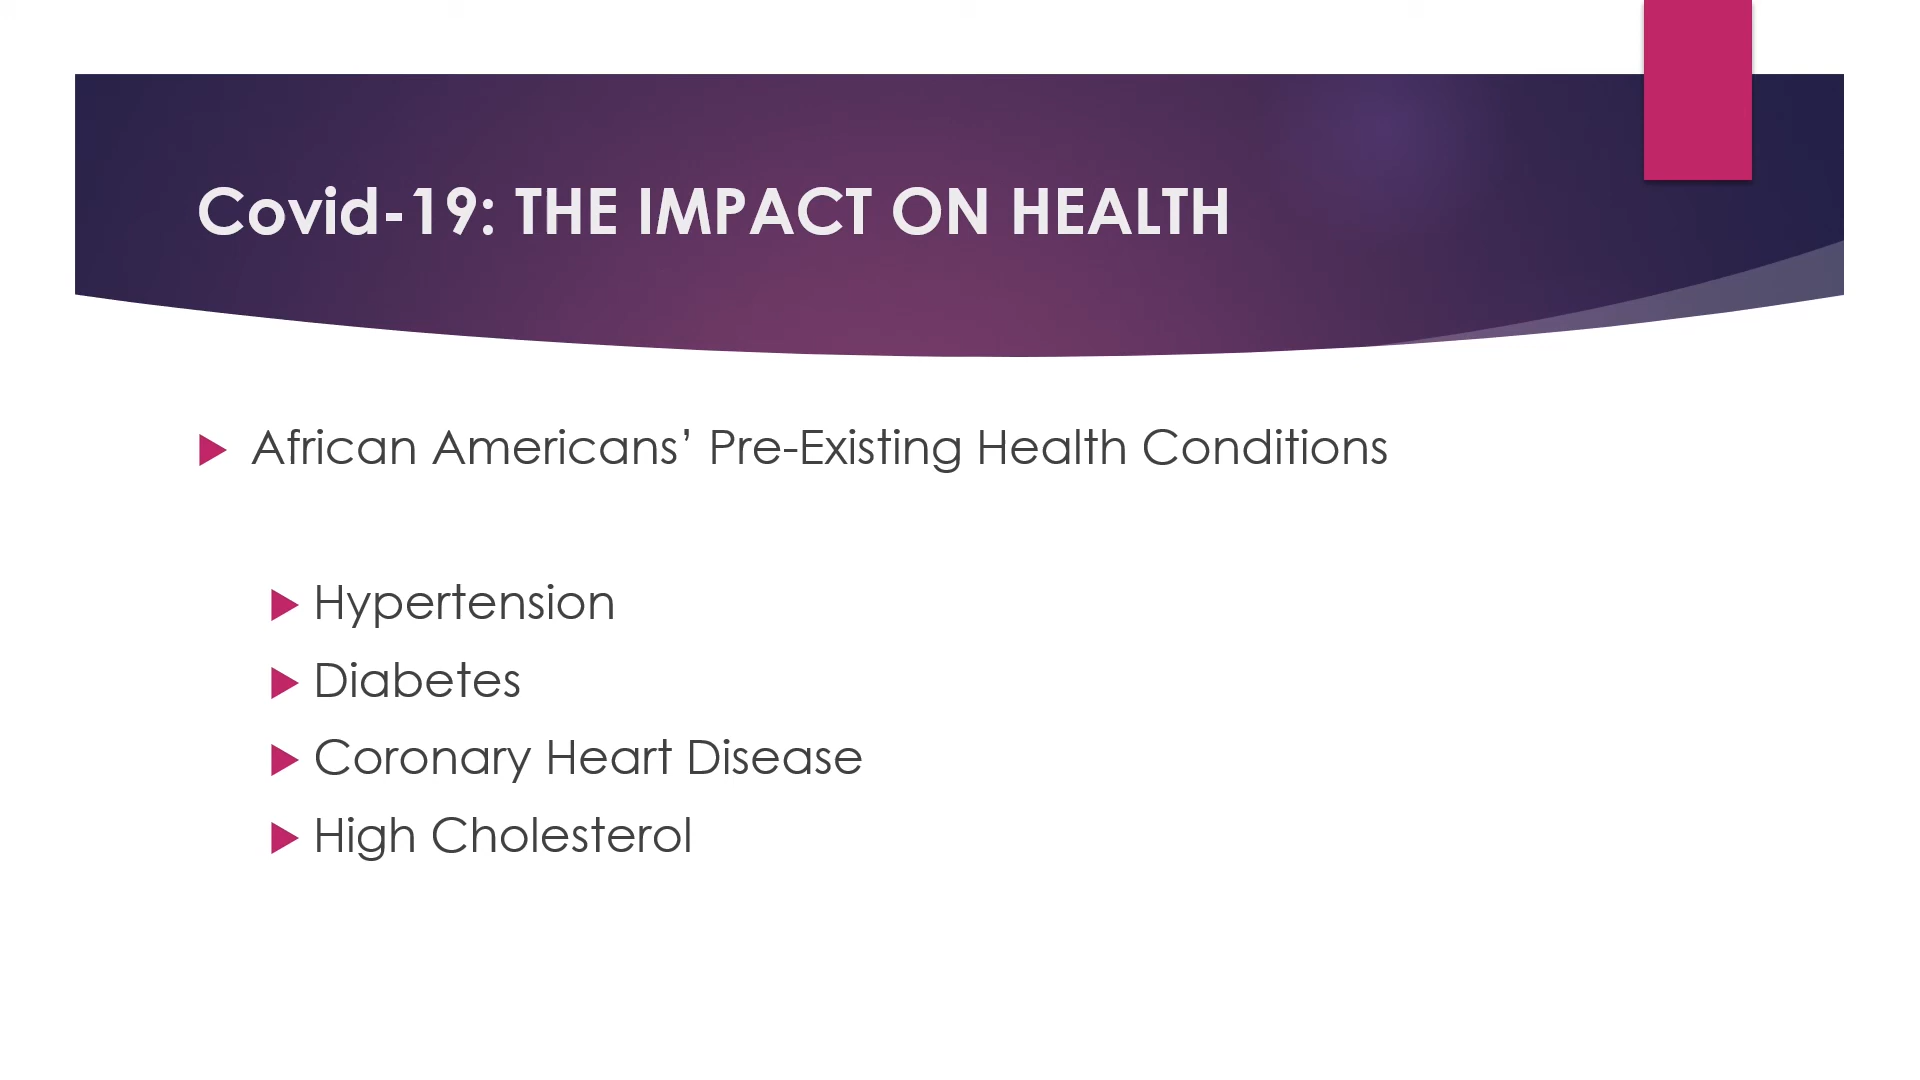 Covid-19: THE IMPACT ON HEALTH
African Americans’ Pre-Existing Health Conditions
Hypertension
Diabetes
Coronary Heart Disease
High Cholesterol